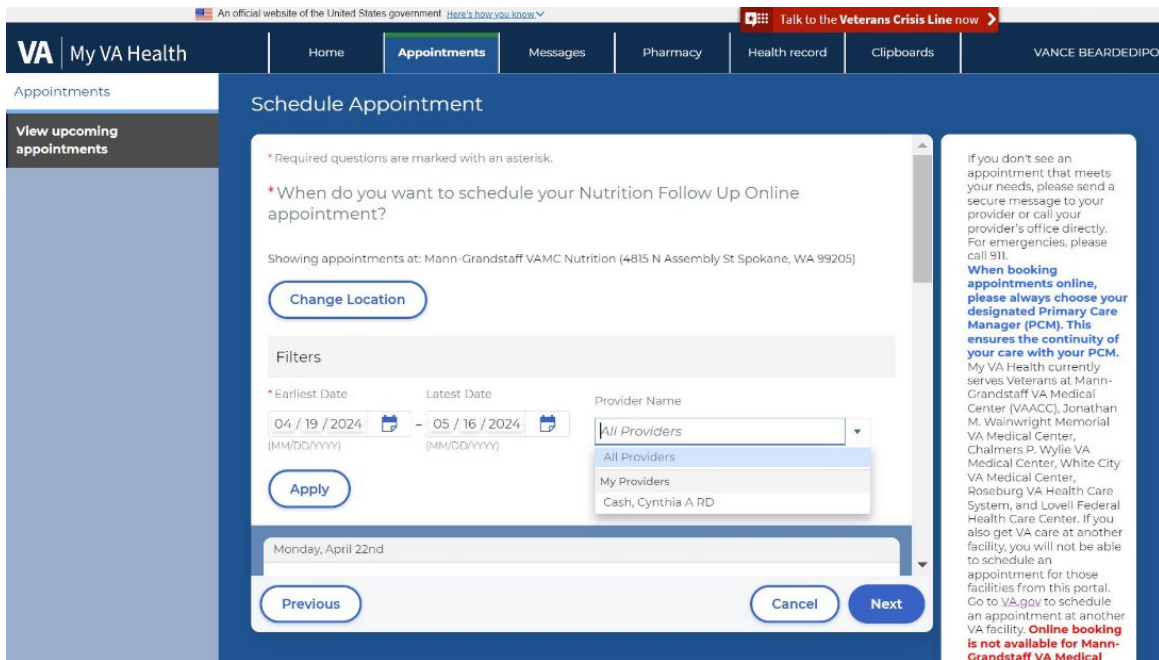 An official website of the United States government Here's how you know
Talk to the Veterans Crisis Line now
VA My VA Health
Home
Appointments
Messages
Pharmacy
Health record
Clipboards
VANCE BEARDEDIPO
Appointments
View upcoming
appointments
Schedule Appointment
* Required questions are marked with an asterisk.
* When do you want to schedule your Nutrition Follow Up Online
appointment?
Showing appointments at: Mann-Grandstaff VAMC Nutrition (4815 N Assembly St Spokane, WA 99205)
Change Location
Filters
* Earliest Date
Latest Date
Provider Name
04 / 19 / 2024 – 05 / 16 / 2024
(MM/DD/YYYY)
(MM/DD/YYYY)
All Providers
All Providers
My Providers
Cash, Cynthia A RD
Apply
Monday, April 22nd
Previous
Cancel
Next
If you don't see an
appointment that meets
your needs, please send a
secure message to your
provider or call your
provider's office directly.
For emergencies, please
call 911.
When booking
appointments online,
please always choose your
designated Primary Care
Manager (PCM). This
ensures the continuity of
your care with your PCM.
My VA Health currently
serves Veterans at Mann-
Grandstaff VA Medical
Center (VAACC), Jonathan
M. Wainwright Memorial
VA Medical Center,
Chalmers P. Wylie VA
Medical Center, White City
VA Medical Center,
Roseburg VA Health Care
System, and Lovell Federal
Health Care Center. If you
also get VA care at another
facility, you will not be able
to schedule an
appointment for those
facilities from this portal.
Go to VA.gov to schedule
an appointment at another
VA facility. Online booking
is not available for Mann-
Grandstaff VA Medical